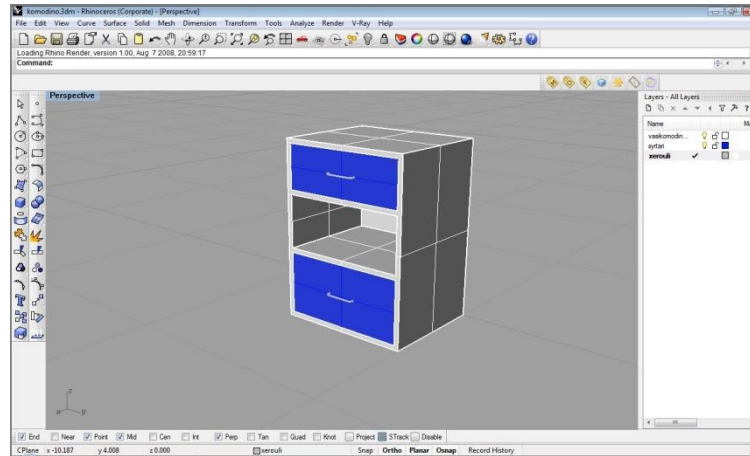 komodino.3dm - Rhinoceros (Corporate) - [Perspective]
File Edit View Curve Surface Solid Mesh Dimension Transform Tools Analyze Render V-Ray Help
Loading Rhino Render, version 1.00, Aug 7 2008, 20:59:17
Command:
Perspective
Layers - All Layers
Name
vasikomodin...
syrtari
xerouli
z
x y
End Near Point Mid Cen Int Perp Tan Quad Knot Project STrack Disable
CPlane x -10.187 y 4.008 z 0.000 xerouli Snap Ortho Planar Osnap Record History